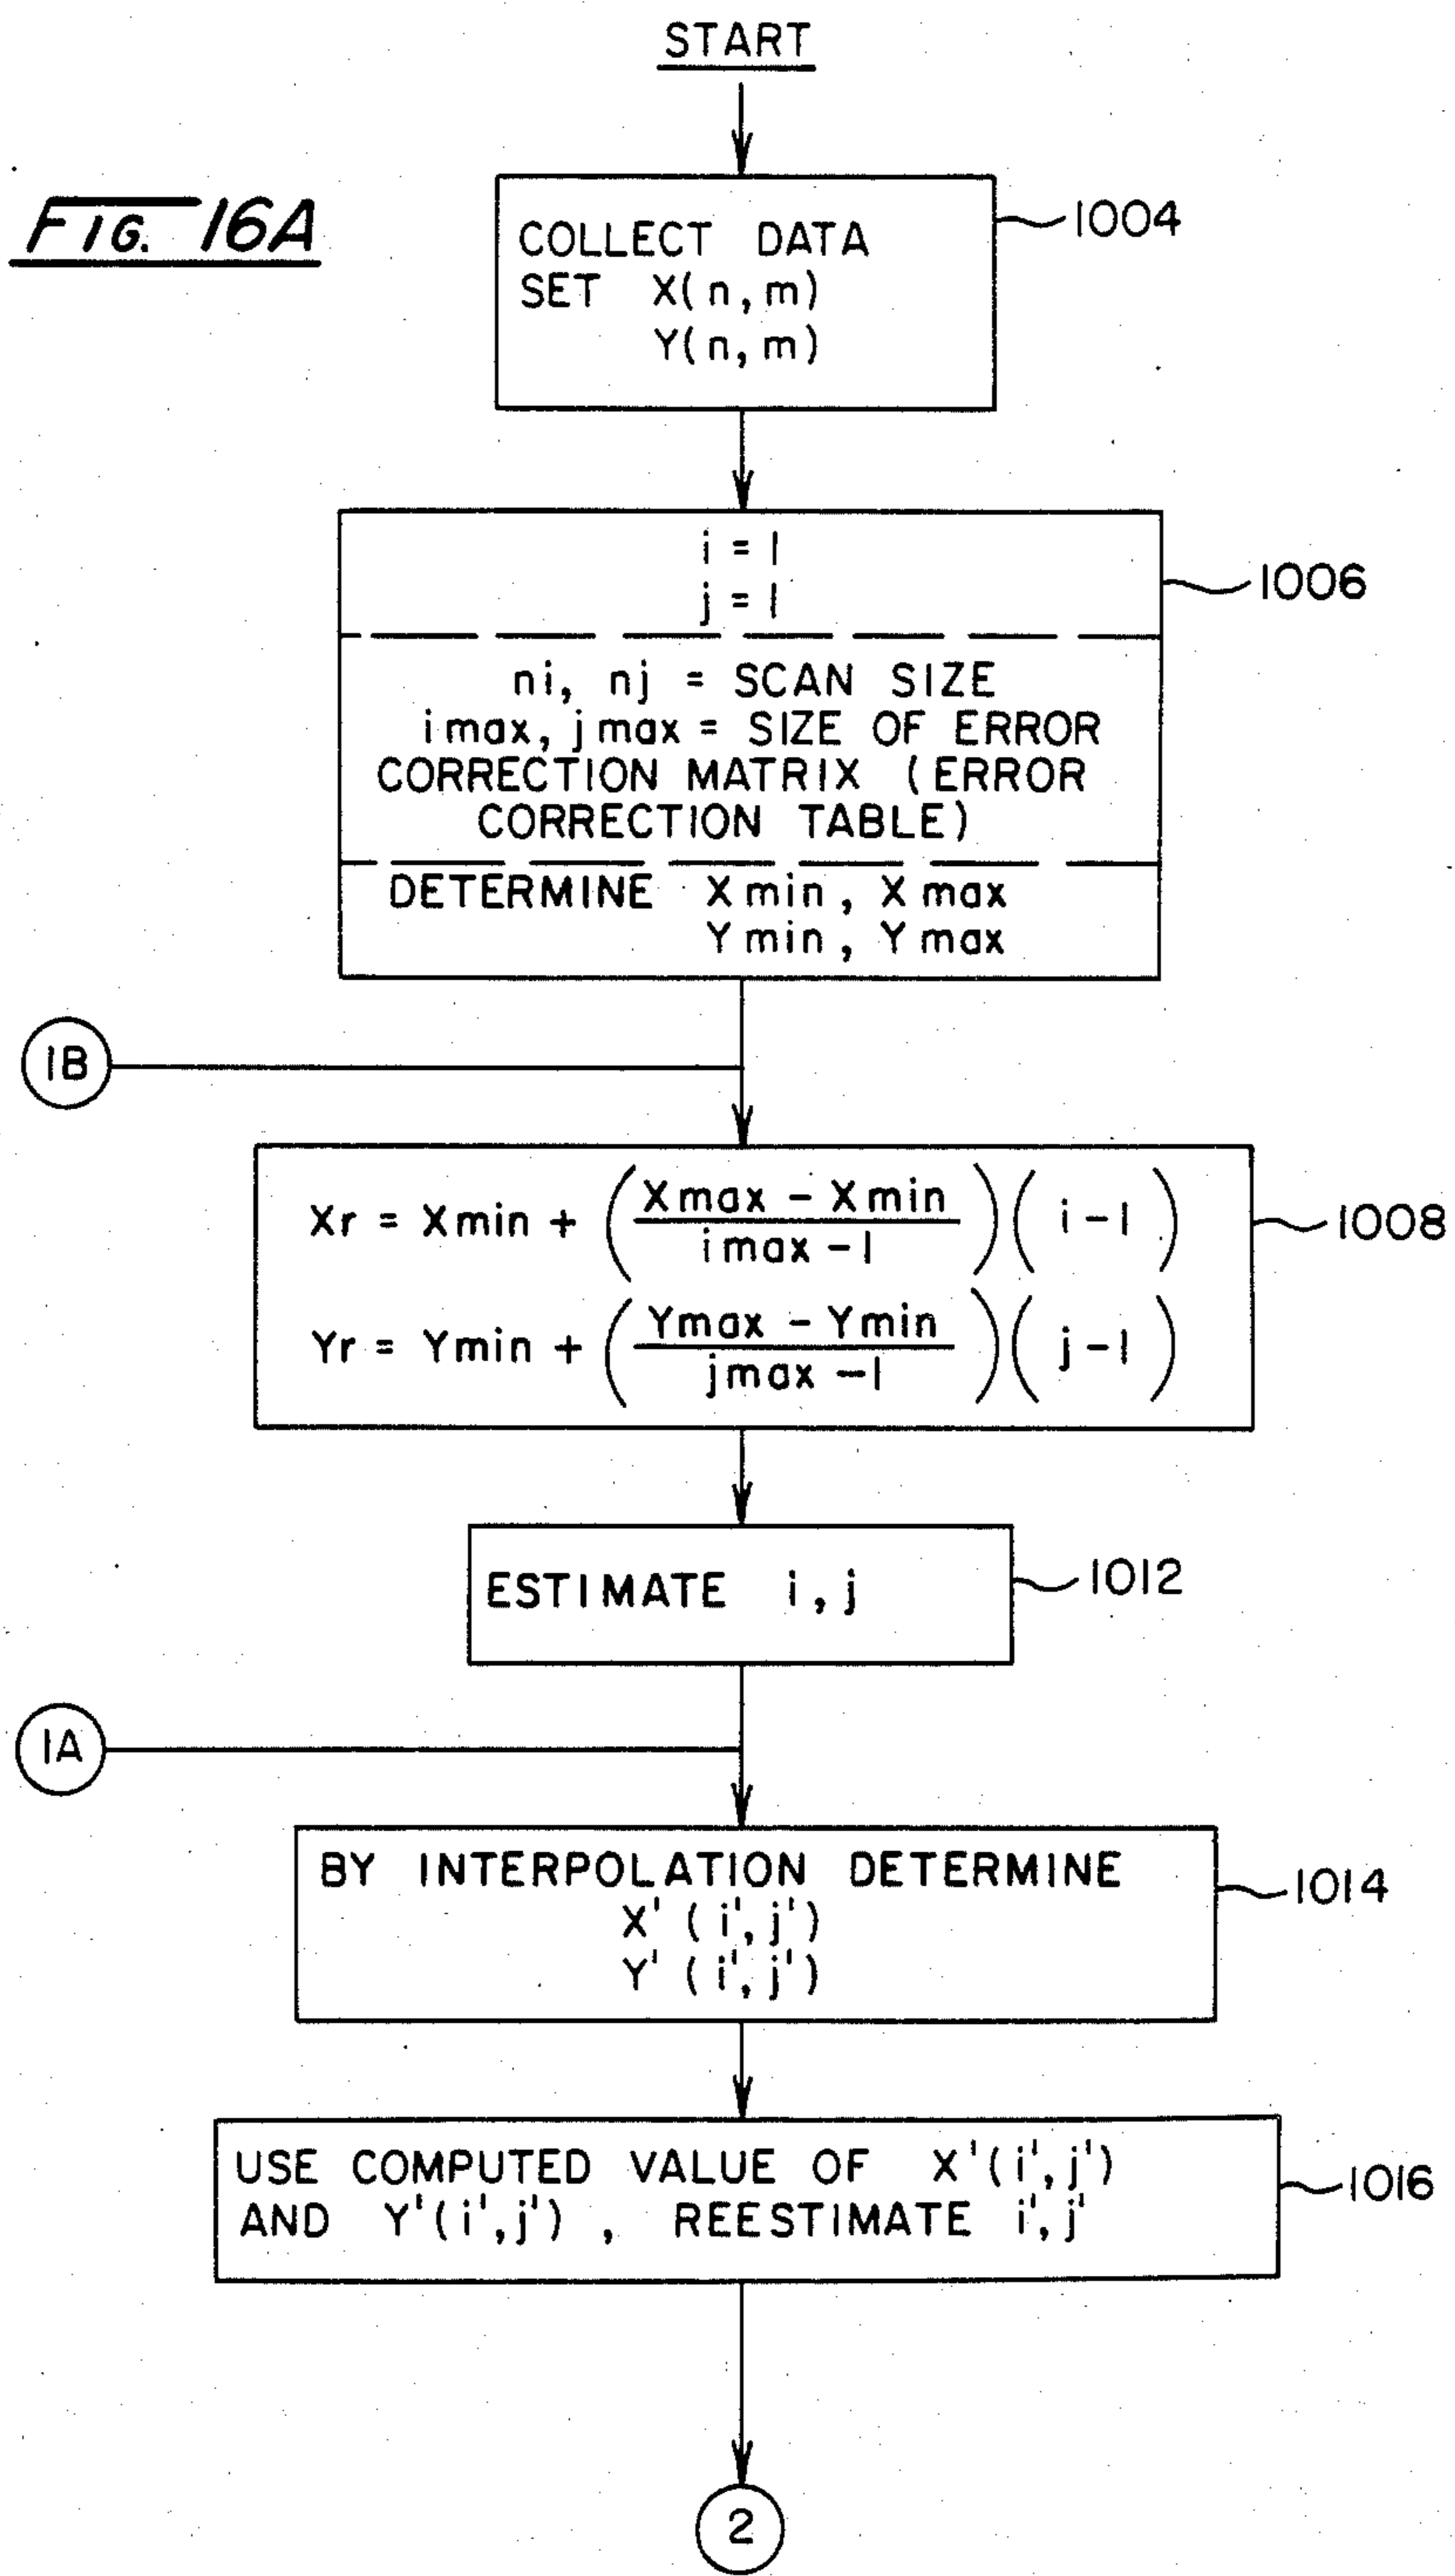 START
FIG. 16A
COLLECT DATA
SET X(n,m)
Y(n,m)
1004
i = 1
j = 1
1006
ni, nj = SCAN SIZE
imax, jmax = SIZE OF ERROR
CORRECTION MATRIX (ERROR
CORRECTION TABLE)
DETERMINE Xmin, Xmax
Ymin, Ymax
1B
Xr = Xmin + (Xmax - Xmin / imax - 1)(i - 1)
1008
Yr = Ymin + (Ymax - Ymin / jmax - 1)(j - 1)
ESTIMATE i, j
1012
1A
BY INTERPOLATION DETERMINE
X' (i', j')
Y' (i', j')
1014
USE COMPUTED VALUE OF X'(i', j')
AND Y'(i', j') , REESTIMATE i', j'
1016
2